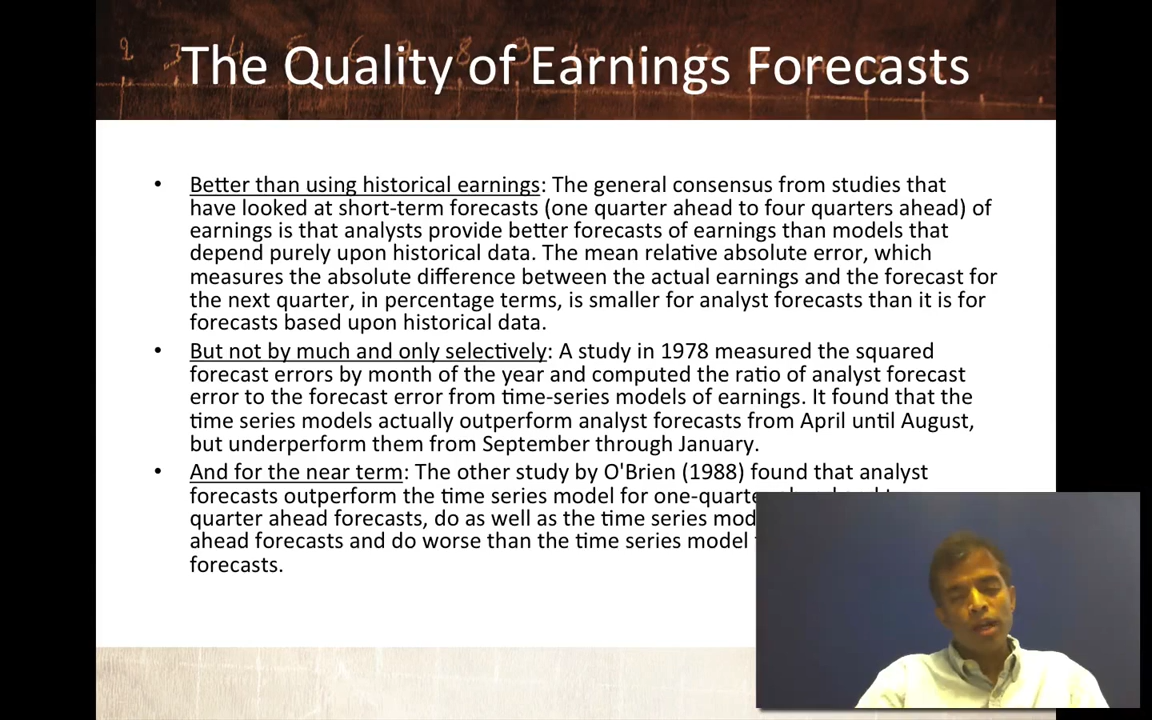 The Quality of Earnings Forecasts
• Better than using historical earnings: The general consensus from studies that
have looked at short-term forecasts (one quarter ahead to four quarters ahead) of
earnings is that analysts provide better forecasts of earnings than models that
depend purely upon historical data. The mean relative absolute error, which
measures the absolute difference between the actual earnings and the forecast for
the next quarter, in percentage terms, is smaller for analyst forecasts than it is for
forecasts based upon historical data.
• But not by much and only selectively: A study in 1978 measured the squared
forecast errors by month of the year and computed the ratio of analyst forecast
error to the forecast error from time-series models of earnings. It found that the
time series models actually outperform analyst forecasts from April until August,
but underperform them from September through January.
• And for the near term: The other study by O'Brien (1988) found that analyst
forecasts outperform the time series model for
quarter ahead forecasts, do as well as the time series
ahead forecasts and do worse than the time series model
forecasts.